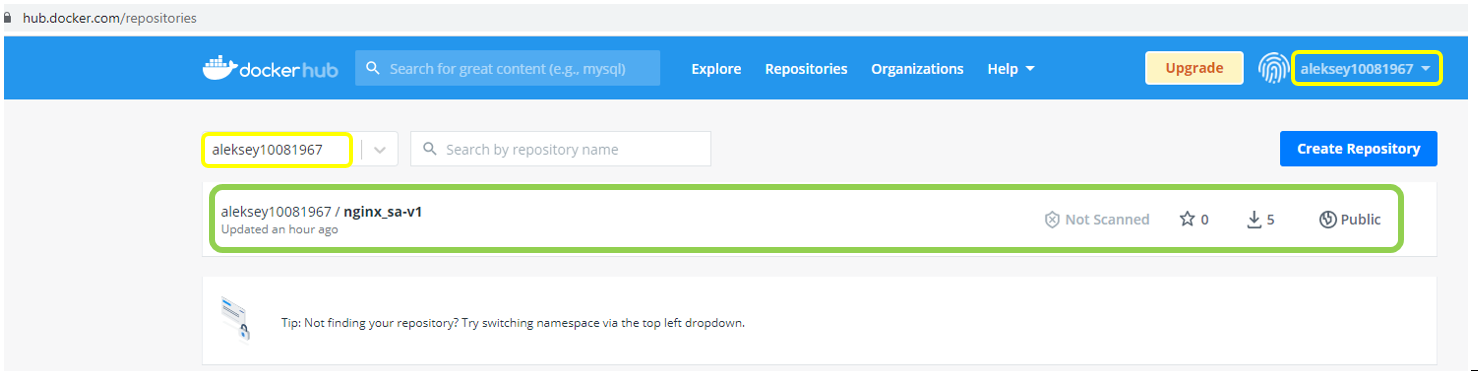 hub.docker.com/repositories
dockerhub Search for great content (e.g., mysql) Explore Repositories Organizations Help Upgrade aleksey10081967
aleksey10081967 Search by repository name Create Repository
aleksey10081967 / nginx_sa-v1 Not Scanned 0 5 Public
Updated an hour ago
Tip: Not finding your repository? Try switching namespace via the top left dropdown.